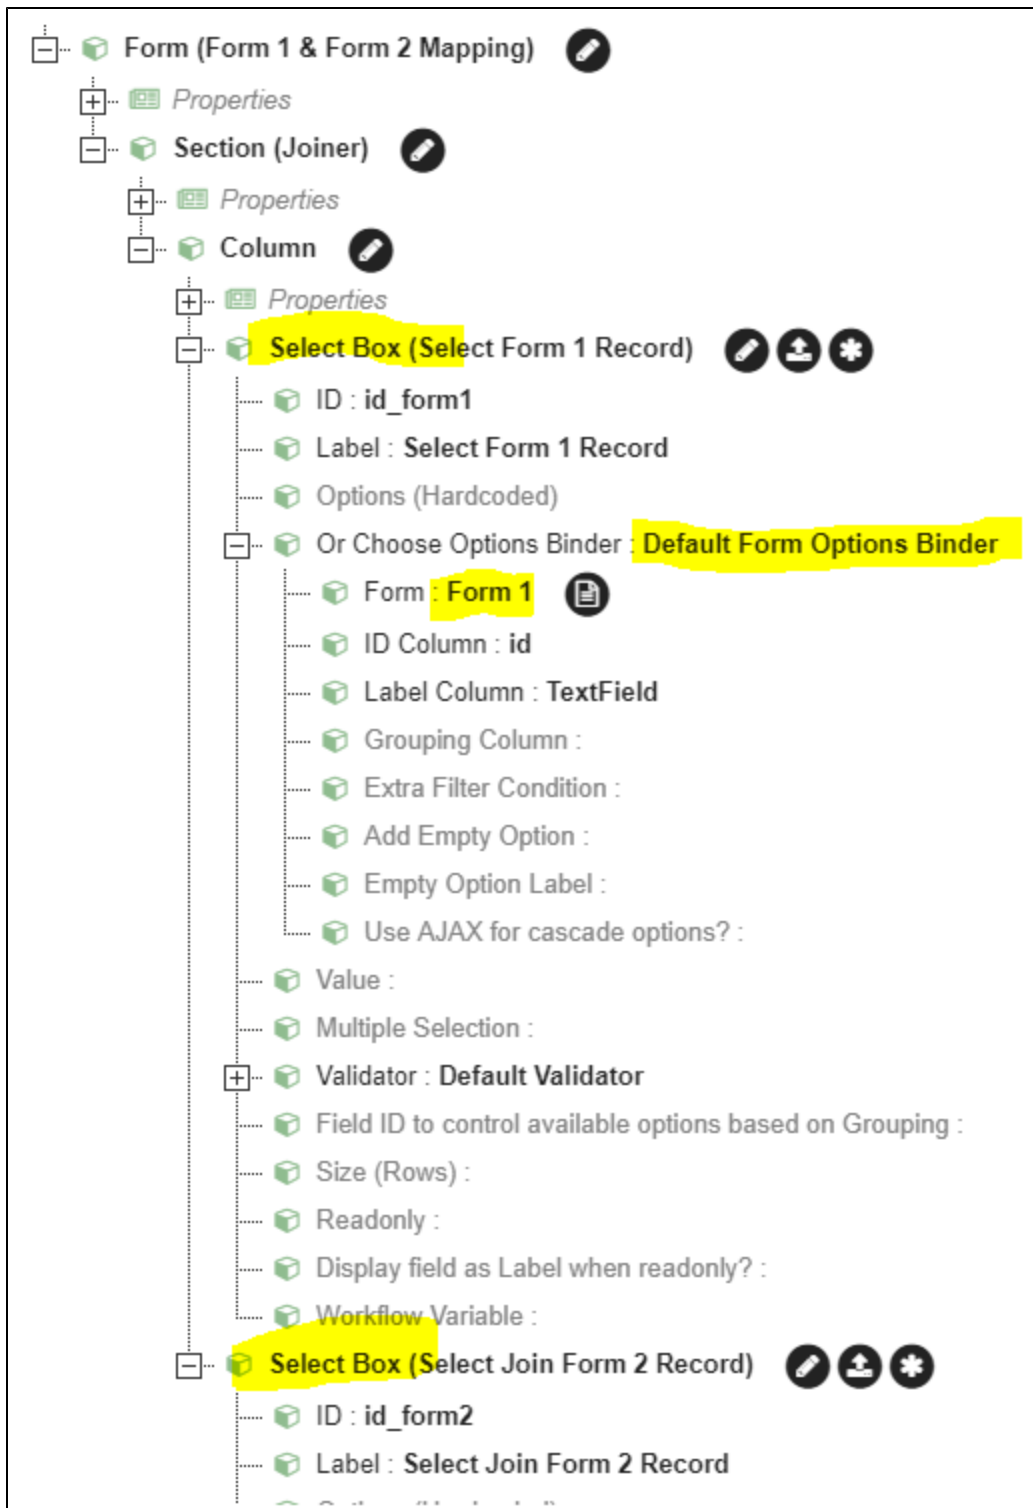 Form (Form 1 & Form 2 Mapping)
Properties
Section (Joiner)
Properties
Column
Properties
Select Box (Select Form 1 Record)
ID : id_form1
Label : Select Form 1 Record
Options (Hardcoded)
Or Choose Options Binder : Default Form Options Binder
Form : Form 1
ID Column : id
Label Column : TextField
Grouping Column :
Extra Filter Condition :
Add Empty Option :
Empty Option Label :
Use AJAX for cascade options? :
Value :
Multiple Selection :
Validator : Default Validator
Field ID to control available options based on Grouping :
Size (Rows) :
Readonly :
Display field as Label when readonly? :
Workflow Variable :
Select Box (Select Join Form 2 Record)
ID : id_form2
Label : Select Join Form 2 Record